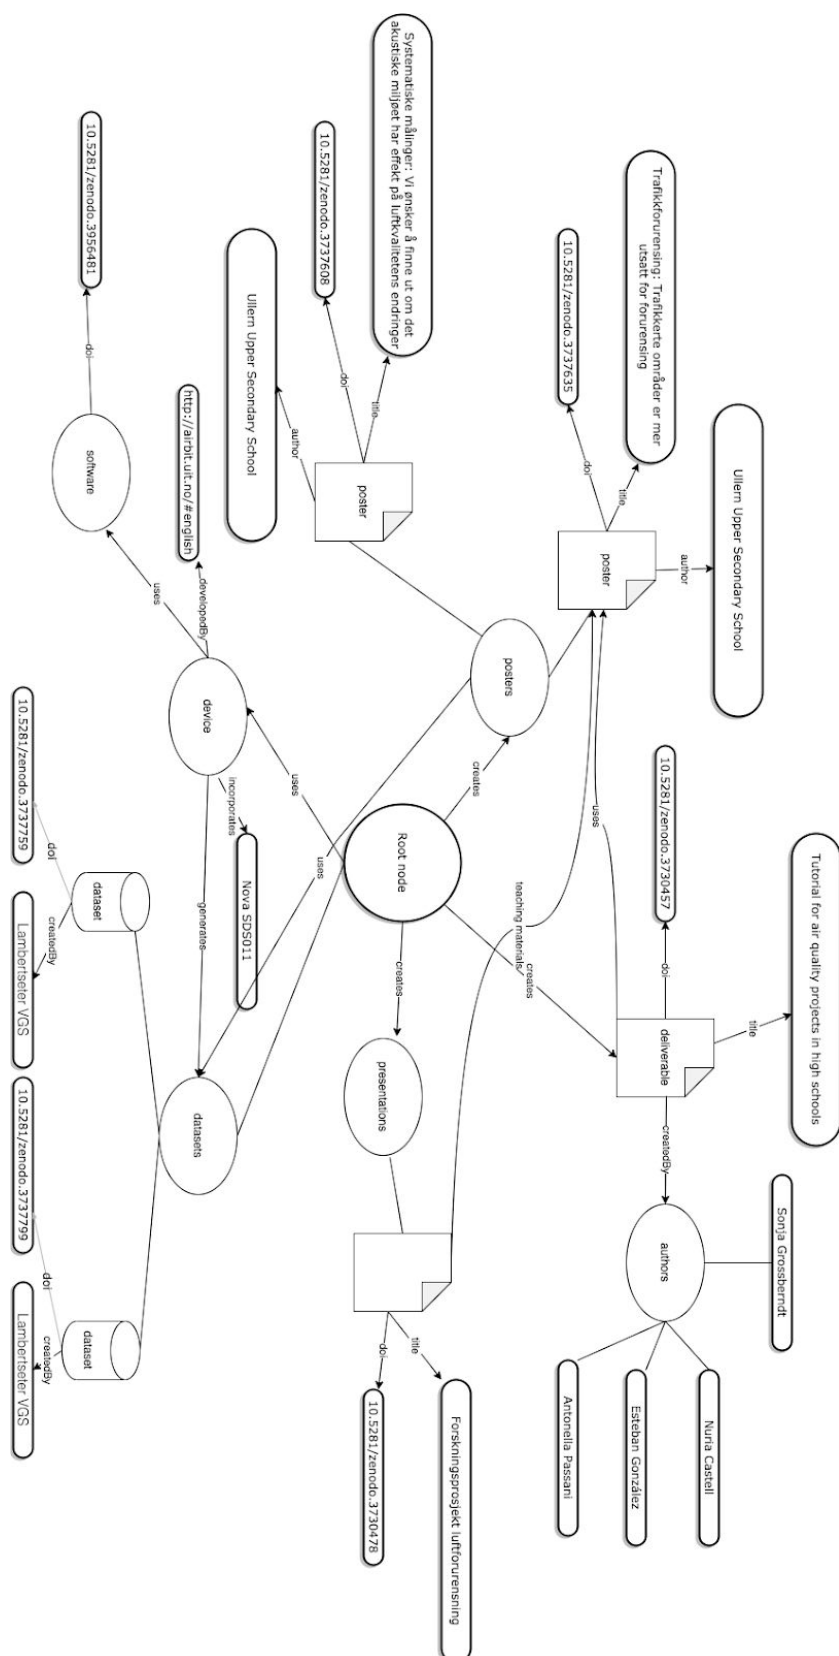 Tutorial for air quality projects in high schools
Sonja Grossberndt
title
Ullern Upper Secondary School
Nuria Castell
author
Trafikkforurensing: Trafikkerte områder er mer
utsatt for forurensing
10.5281/zenodo.3730457
doi
deliverable
createdBy
authors
Esteban González
title
doi
poster
uses
10.5281/zenodo.3737635
Antonella Passani
creates
teaching materials
posters
creates
Forskningsprosjekt luftforurensning
title
doi
Systematiske målinger: Vi ønsker å finne ut om det
akustiske miljøet har effekt på luftkvalitetens endringer
title
Root node
creates
presentations
10.5281/zenodo.3730478
poster
doi
10.5281/zenodo.3737608
uses
uses
author
Ullern Upper Secondary School
Nova SDS011
incorporates
http://airbit.uit.no/#english
developedBy
device
generates
datasets
uses
software
doi
10.5281/zenodo.3956481
dataset
dataset
doi
createdBy
doi
createdBy
10.5281/zenodo.3737759
Lambertseter VGS
10.5281/zenodo.3737799
Lambertseter VGS